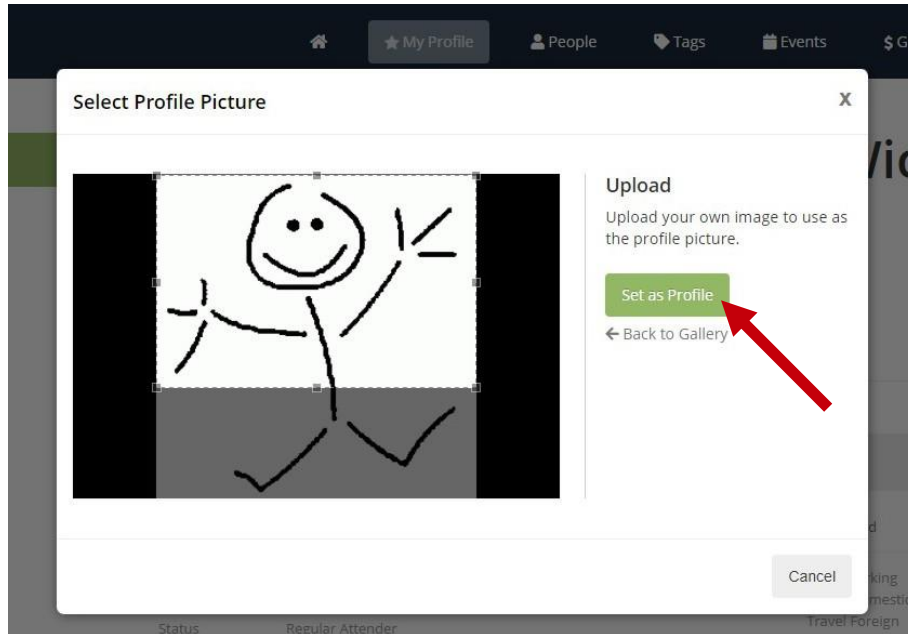 My Profile People Tags Events $ G
Select Profile Picture X
Upload
Upload your own image to use as
the profile picture.
Set as Profile
Back to Gallery
Cancel
Status Regular Attender
Travel Foreign